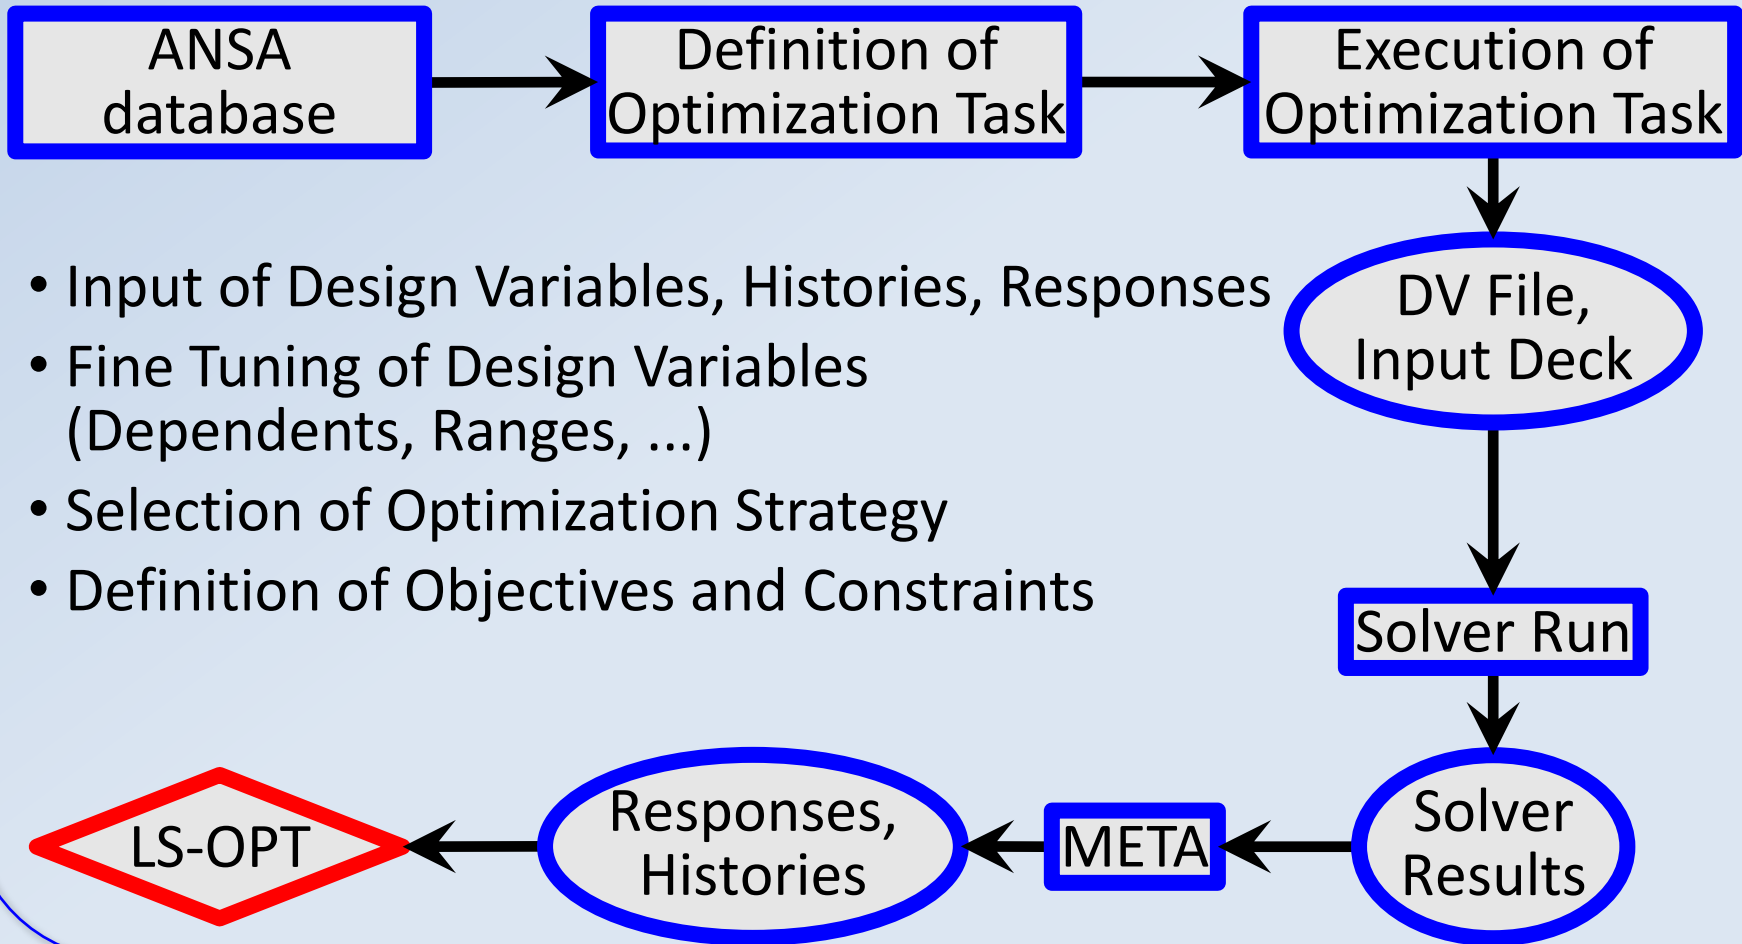 ANSA
database
Definition of
Optimization Task
Execution of
Optimization Task
• Input of Design Variables, Histories, Responses
• Fine Tuning of Design Variables
(Dependents, Ranges, ...)
• Selection of Optimization Strategy
• Definition of Objectives and Constraints
DV File,
Input Deck
Solver Run
Solver
Results
META
Responses,
Histories
LS-OPT